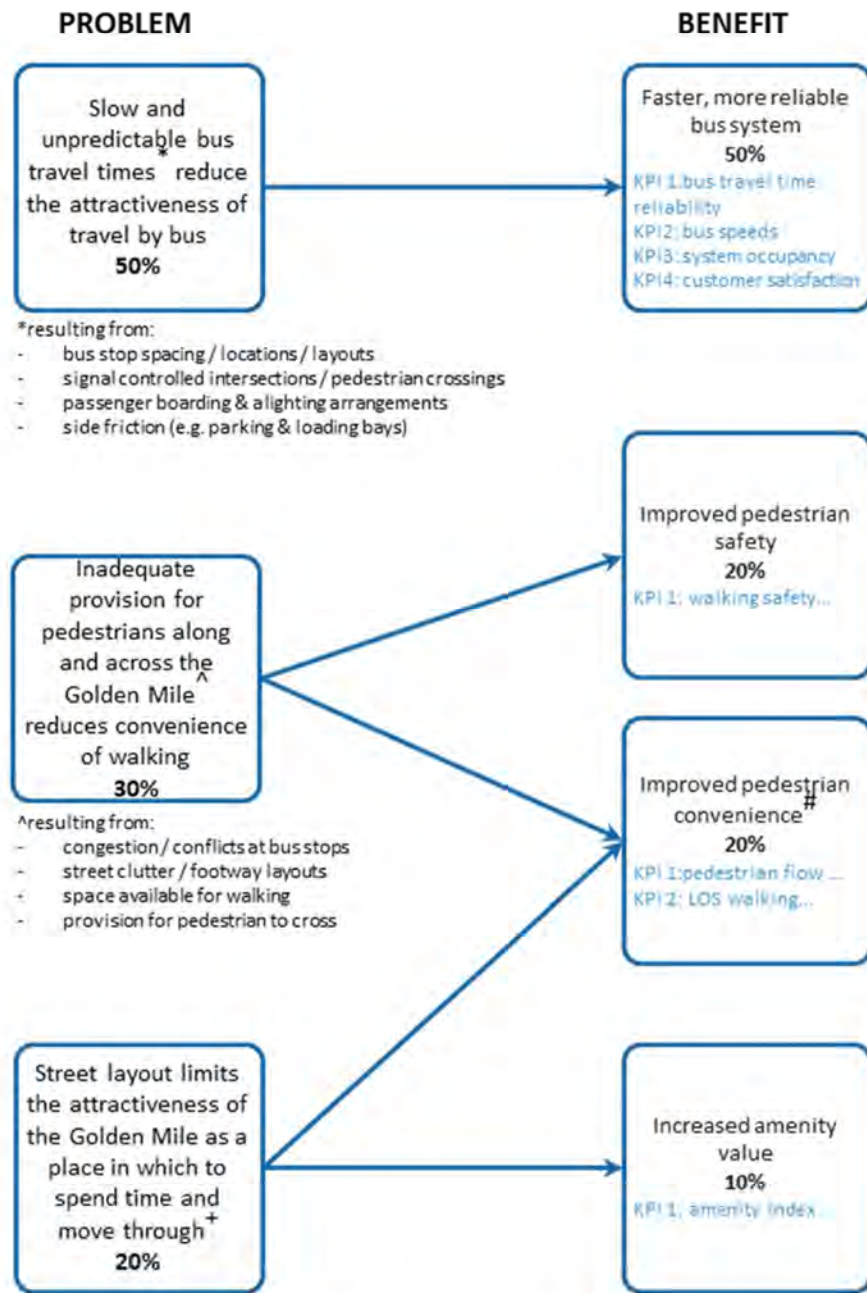 PROBLEM
BENEFIT
Slow and
unpredictable bus
travel times* reduce
the attractiveness of
travel by bus
50%
Faster, more reliable
bus system
50%
KPI 1:bus travel time
reliability
KPI2: bus speeds
KPI3: system occupancy
KPI4: customer satisfaction
*resulting from:
- bus stop spacing / locations / layouts
- signal controlled intersections / pedestrian crossings
- passenger boarding & alighting arrangements
- side friction (e.g. parking & loading bays)
Improved pedestrian
safety
20%
KPI 1: walking safety...
Inadequate
provision for
pedestrians along
and across the
Golden Mile^
reduces convenience
of walking
30%
^resulting from:
- congestion / conflicts at bus stops
- street clutter / footway layouts
- space available for walking
- provision for pedestrian to cross
Improved pedestrian
convenience#
20%
KPI 1:pedestrian flow ...
KPI 2: LOS walking...
Street layout limits
the attractiveness of
the Golden Mile as a
place in which to
spend time and
move through+
20%
Increased amenity
value
10%
KPI 1: amenity index...